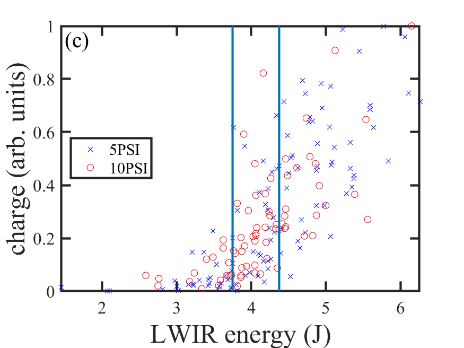 (c)
1
0.8
0.6
0.4
0.2
0
5PSI
10PSI
charge (arb. units)
2 3 4 5 6
LWIR energy (J)